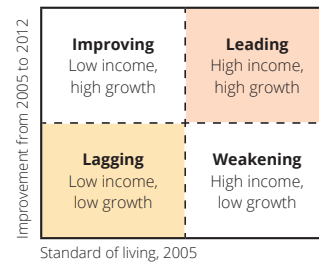 Improvement from 2005 to 2012
Improving
Low income,
high growth
Leading
High income,
high growth
Lagging
Low income,
low growth
Weakening
High income,
low growth
Standard of living, 2005